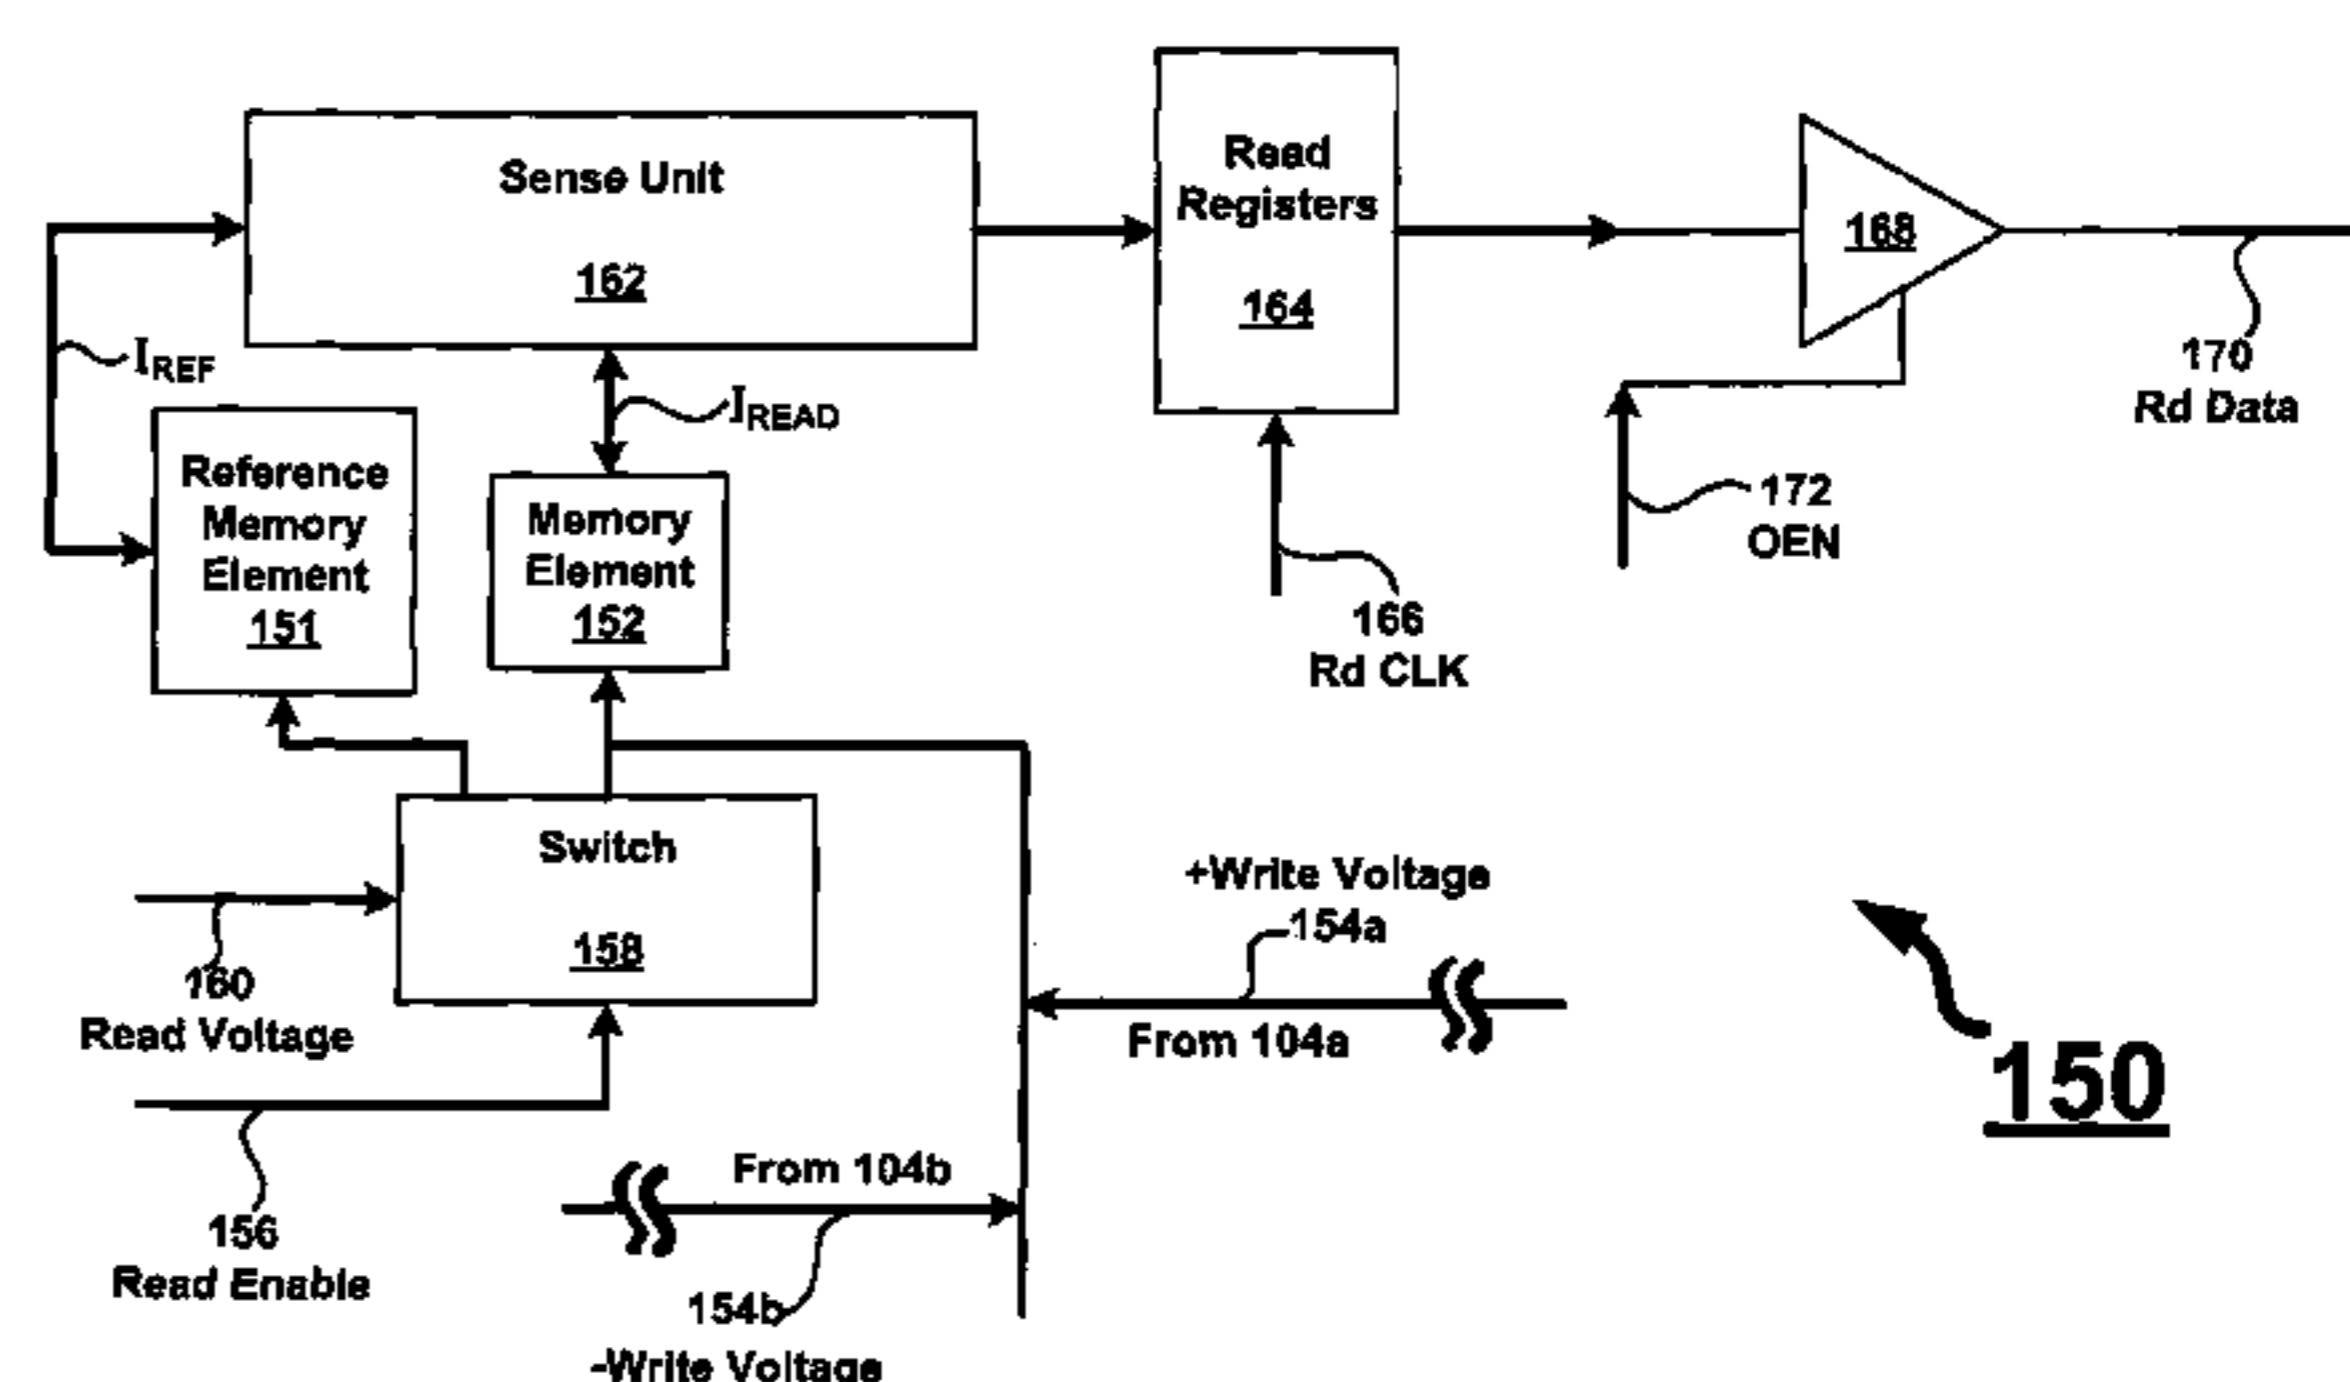 Sense Unit
162
Read
Registers
164
168
170
Rd Data
I_REF
I_READ
Reference
Memory
Element
151
Memory
Element
152
172
OEN
166
Rd CLK
Switch
158
160
Read Voltage
156
Read Enable
+Write Voltage
154a
From 104a
From 104b
154b
-Write Voltage
150